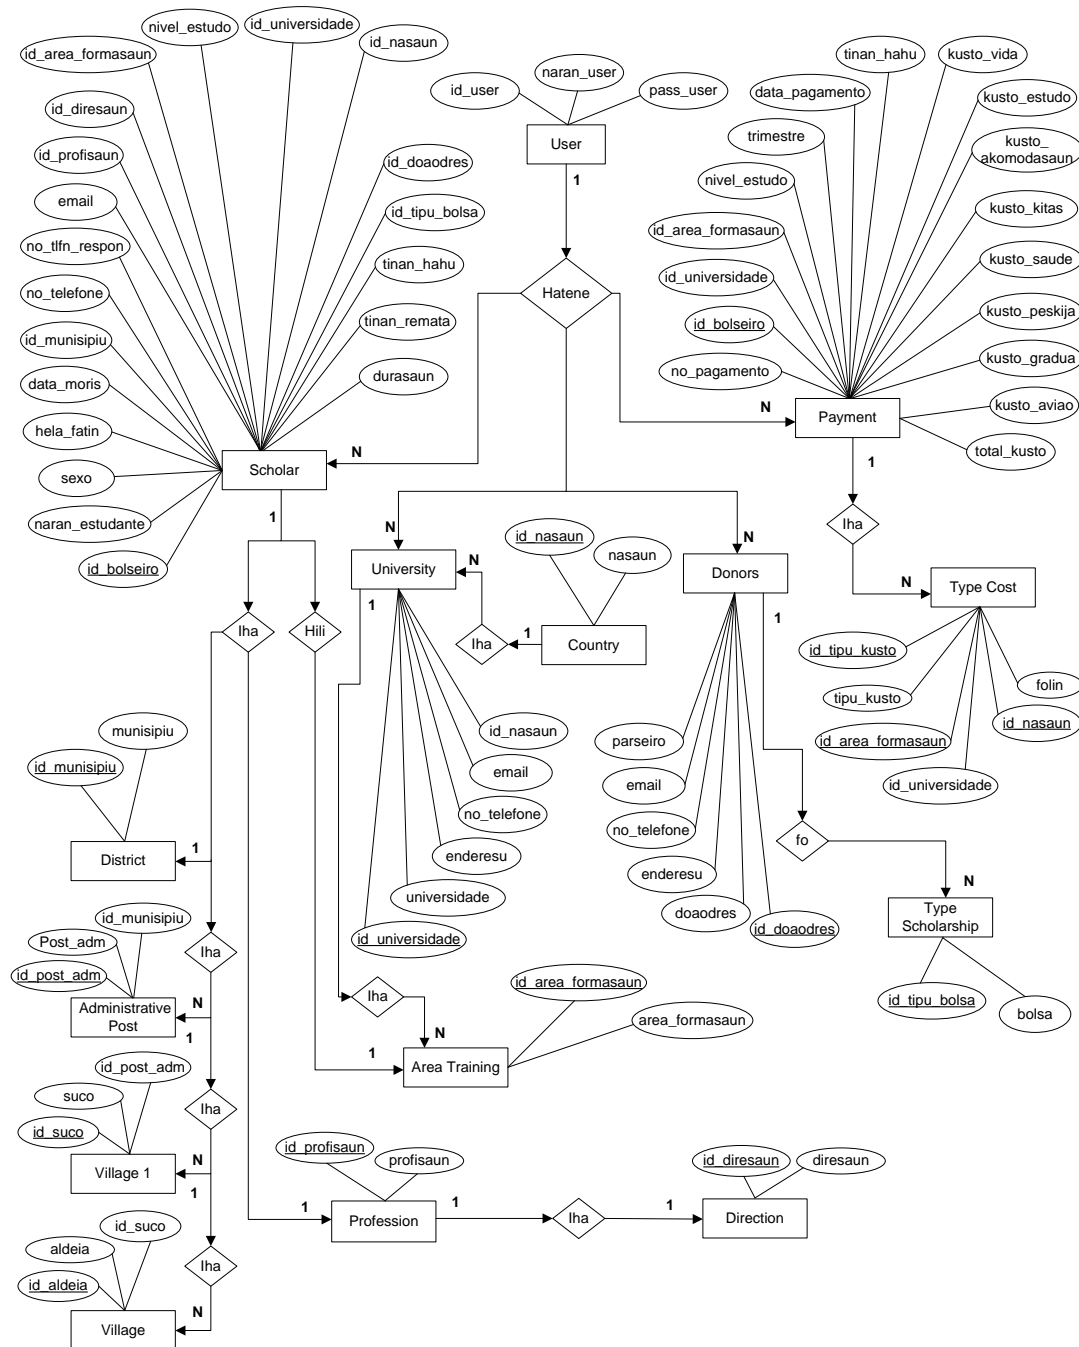 nivel_estudo
id_universidade
id_nasaun
id_area_formasaun
id_diresaun
id_profisaun
email
no_tlfn_respon
no_telefone
id_munisipiu
data_moris
hela_fatin
sexo
naran_estudante
id_bolseiro
id_doaodres
id_tipu_bolsa
tinan_hahu
tinan_remata
durasaun
Scholar
N
1
id_user
naran_user
pass_user
User
1
Hatene
tinan_hahu
kusto_vida
data_pagamento
kusto_estudo
trimestre
kusto_
akomodasaun
nivel_estudo
kusto_kitas
id_area_formasaun
kusto_saude
id_universidade
kusto_peskija
id_bolseiro
kusto_gradua
no_pagamento
kusto_aviao
total_kusto
N
Payment
1
Iha
N
Type Cost
id_tipu_kusto
tipu_kusto
id_area_formasaun
id_universidade
id_nasaun
folin
N
University
1
N
Iha
1
Country
id_nasaun
nasaun
N
Donors
1
Iha
Hili
id_nasaun
email
no_telefone
enderesu
universidade
id_universidade
parseiro
email
no_telefone
enderesu
doaodres
id_doaodres
fo
N
Type
Scholarship
id_tipu_bolsa
bolsa
munisipiu
id_munisipiu
District
1
Iha
id_munisipiu
Post_adm
id_post_adm
Administrative
Post
N
1
Iha
id_post_adm
suco
id_suco
Village 1
N
1
Iha
id_suco
aldeia
id_aldeia
Village
N
Iha
N
id_area_formasaun
area_formasaun
1
Area Training
id_profisaun
profisaun
1
Profession
1
Iha
1
Direction
id_diresaun
diresaun